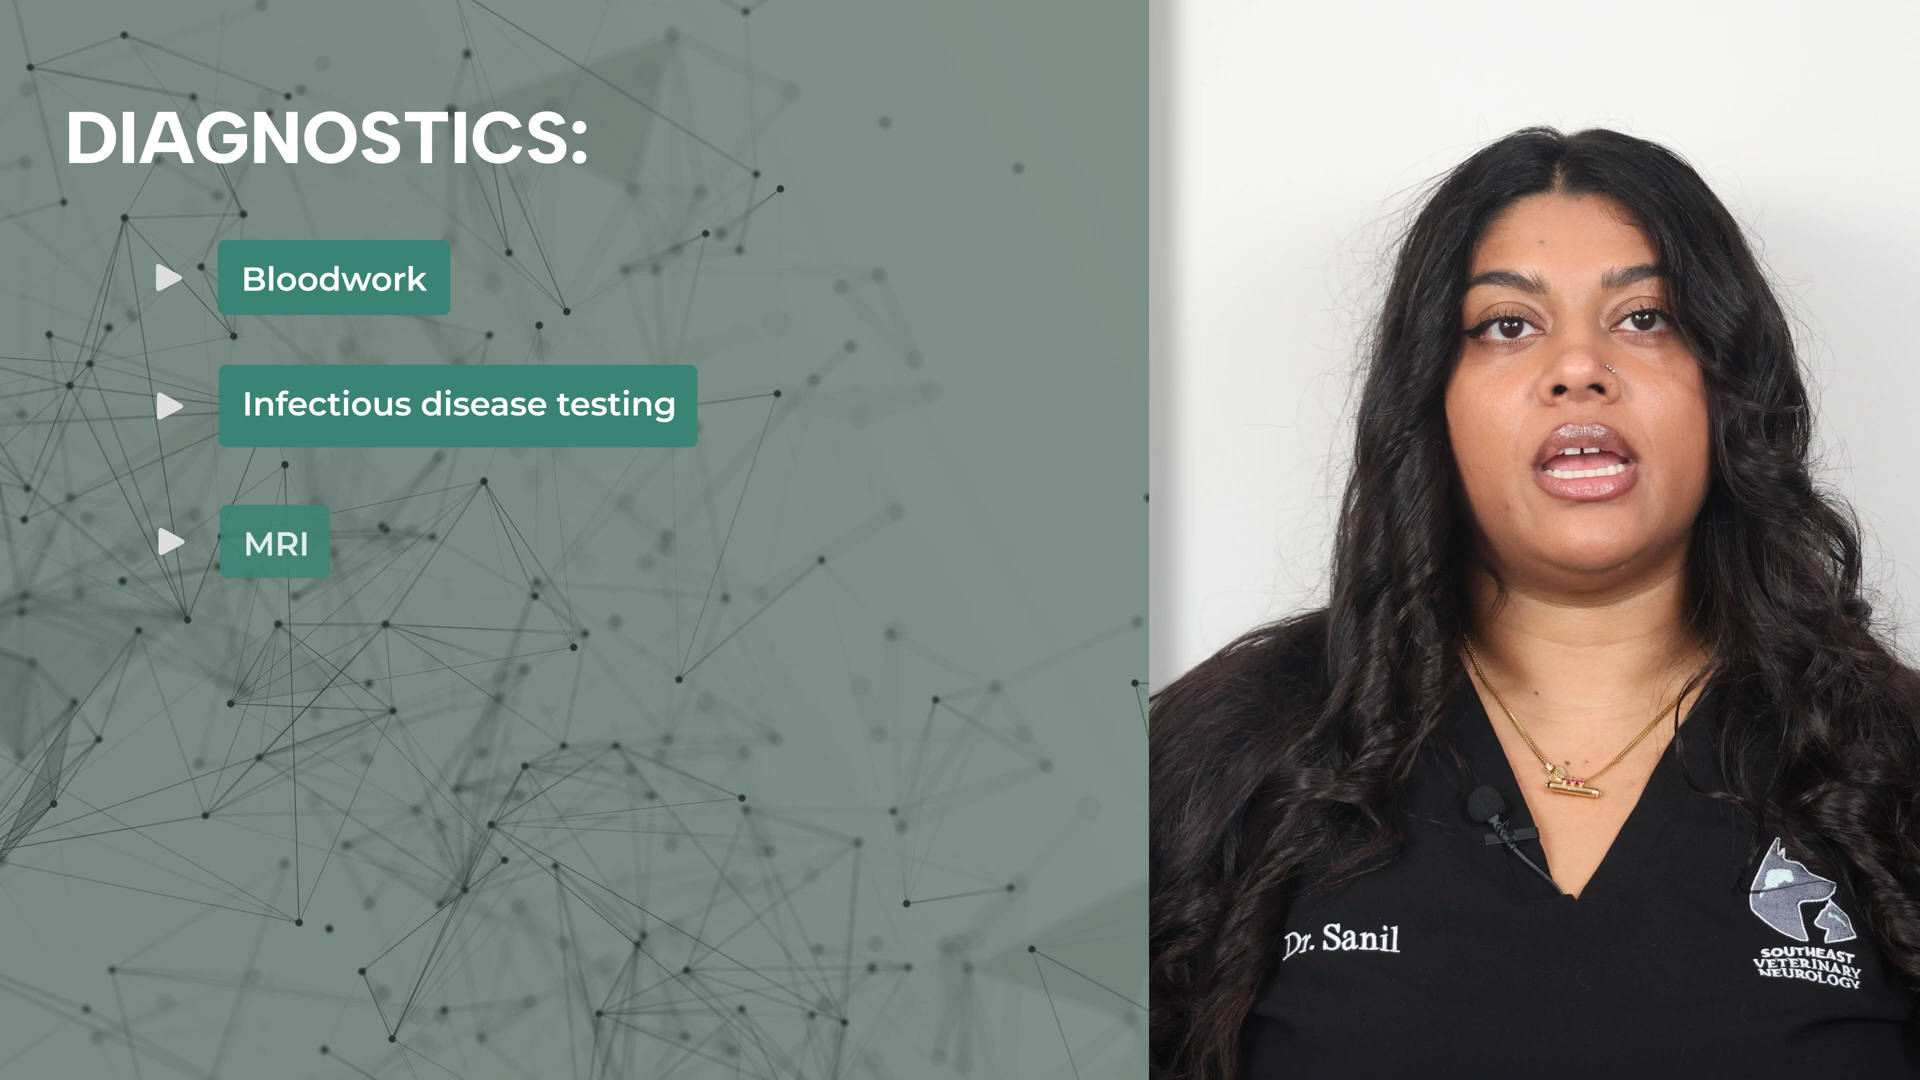 DIAGNOSTICS:
Bloodwork
Infectious disease testing
MRI
Dr. Sanil
SOUTHEAST
VETERINARY
NEUROLOGY